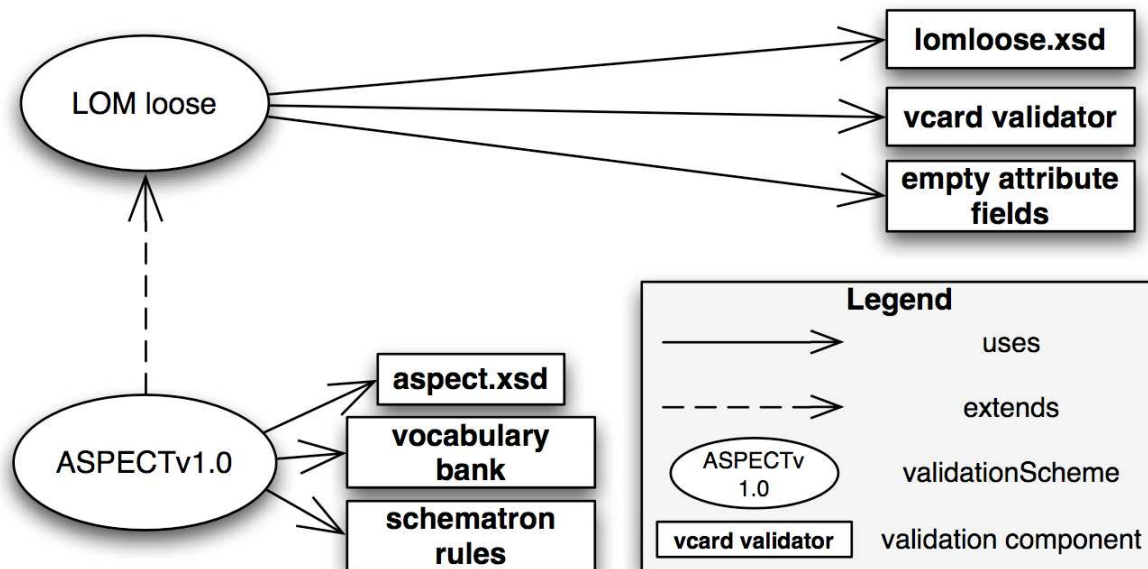 LOM loose
lomloose.xsd
vcard validator
empty attribute
fields
ASPECTv1.0
aspect.xsd
vocabulary
bank
schematron
rules
Legend
uses
extends
ASPECTv
1.0
validationScheme
vcard validator
validation component